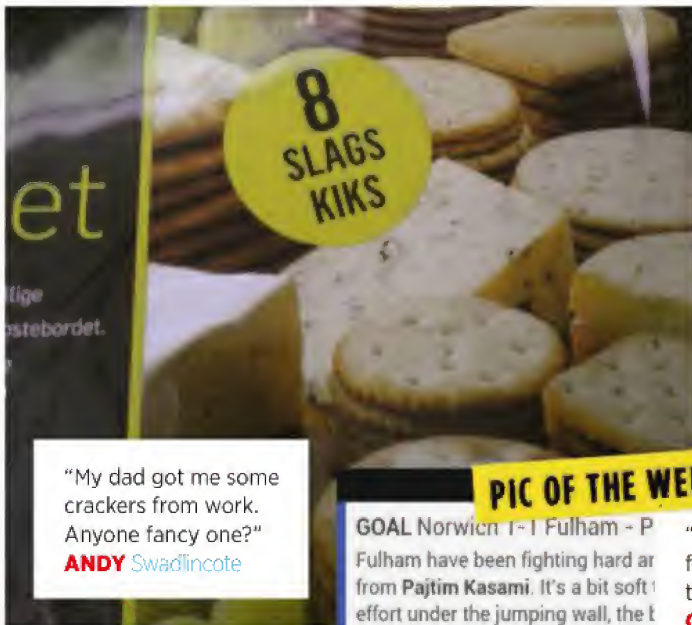 8
SLAGS
KIKS
et
llige
ostebordet.
"My dad got me some
crackers from work.
Anyone fancy one?"
ANDY Swadlincote
PIC OF THE WEE
GOAL Norwich 1-1 Fulham - P
Fulham have been fighting hard ar
from Pajtim Kasami. It's a bit soft t
effort under the jumping wall, the b
"
f
t